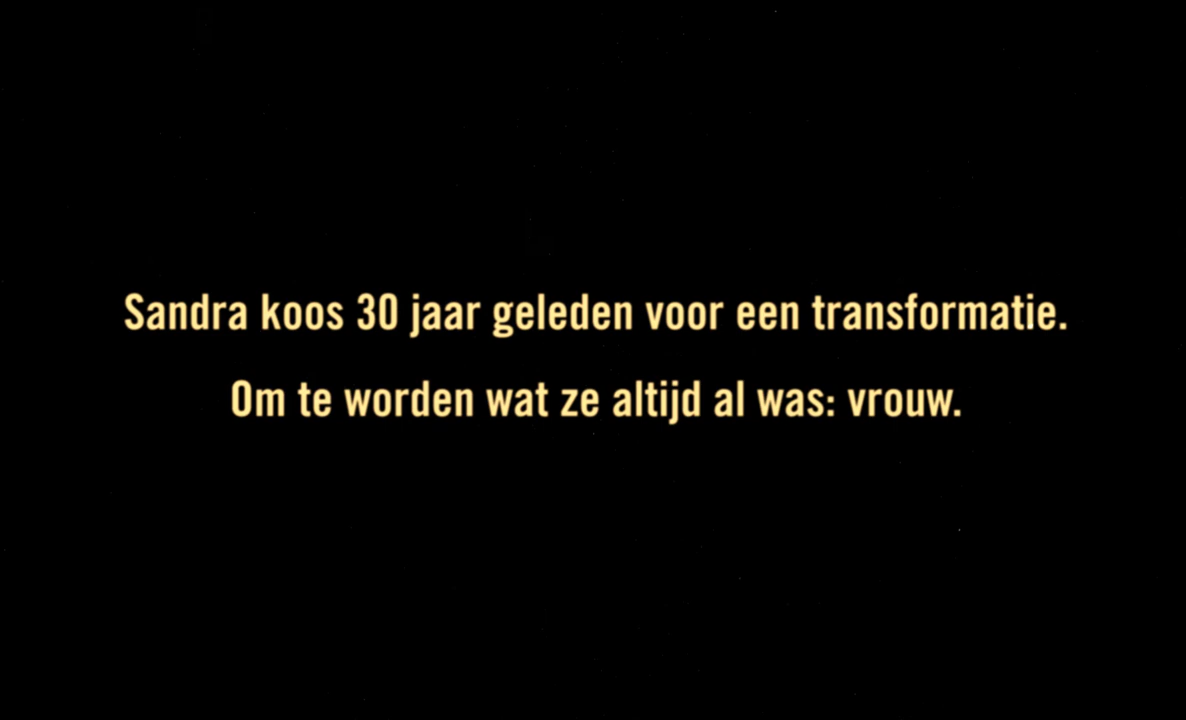 Sandra koos 30 jaar geleden voor een transformatie.
Om te worden wat ze altijd al was: vrouw.